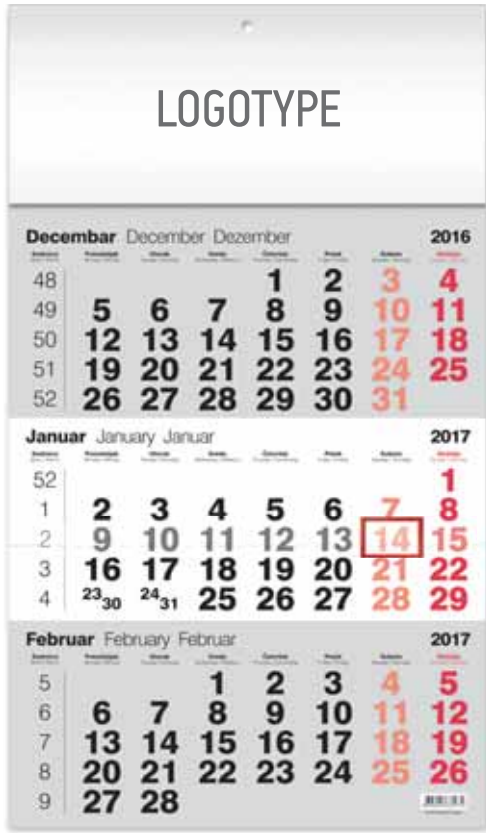 LOGOTYPE
Decembar December Dezember 2016
48 1 2 3 4
49 5 6 7 8 9 10 11
50 12 13 14 15 16 17 18
51 19 20 21 22 23 24 25
52 26 27 28 29 30 31
Januar January Januar 2017
52 1
1 2 3 4 5 6 7 8
2 9 10 11 12 13 14 15
3 16 17 18 19 20 21 22
4 23 30 24 31 25 26 27 28 29
Februar February Februar 2017
5 1 2 3 4 5
6 6 7 8 9 10 11 12
7 13 14 15 16 17 18 19
8 20 21 22 23 24 25 26
9 27 28